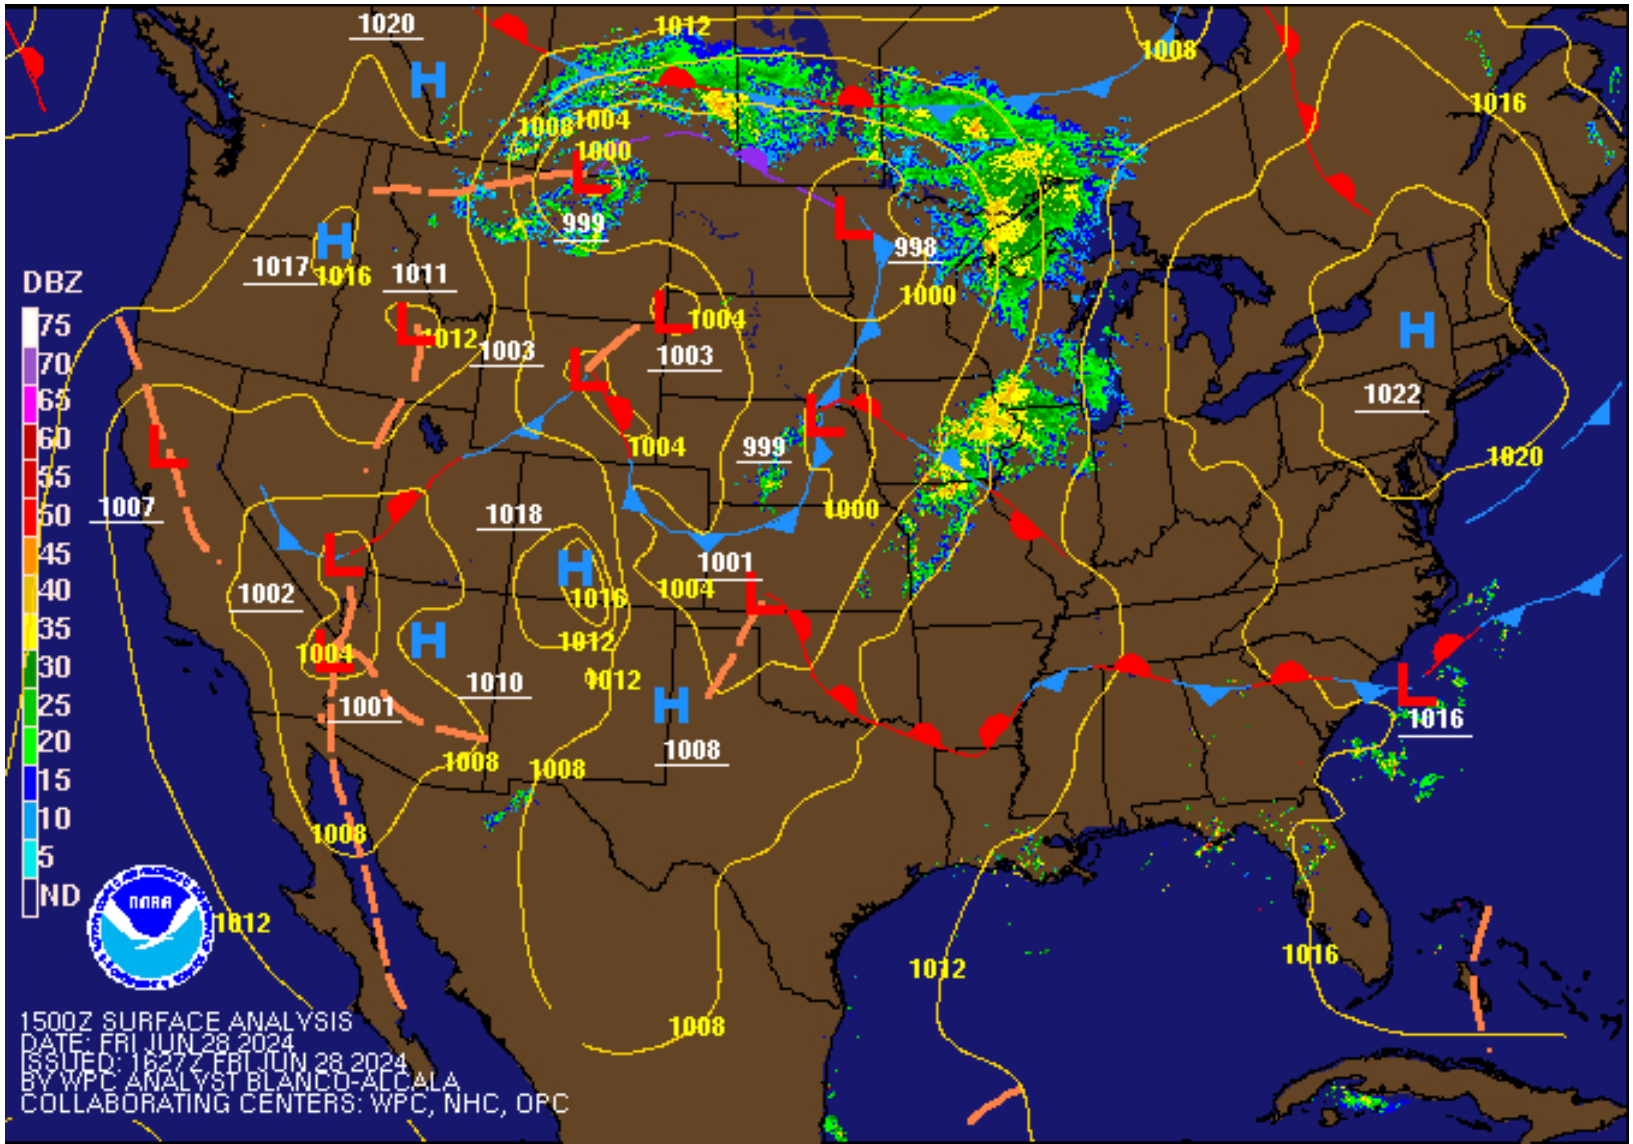 1020
1012
1008
H
1016
1004
1008
1000
L
999
L
998
H
1017
1016
1011
L
1012
1000
DBZ
75
70
65
60
55
50
45
40
35
30
25
20
15
10
5
ND
L
1004
1003
1003
L
H
1022
1004
L
999
1020
L
1007
1000
1018
L
H
1001
1002
1016
1004
L
1012
H
L
1004
1012
1010
H
1001
L
1016
1008
1008
1008
1008
1012
NOAA
1012
1016
1008
1500Z SURFACE ANALYSIS
DATE: FRI JUN 28 2024
ISSUED: 1627Z FRI JUN 28 2024
BY WPC ANALYST BLANCO-ALCALA
COLLABORATING CENTERS: WPC, NHC, OPC